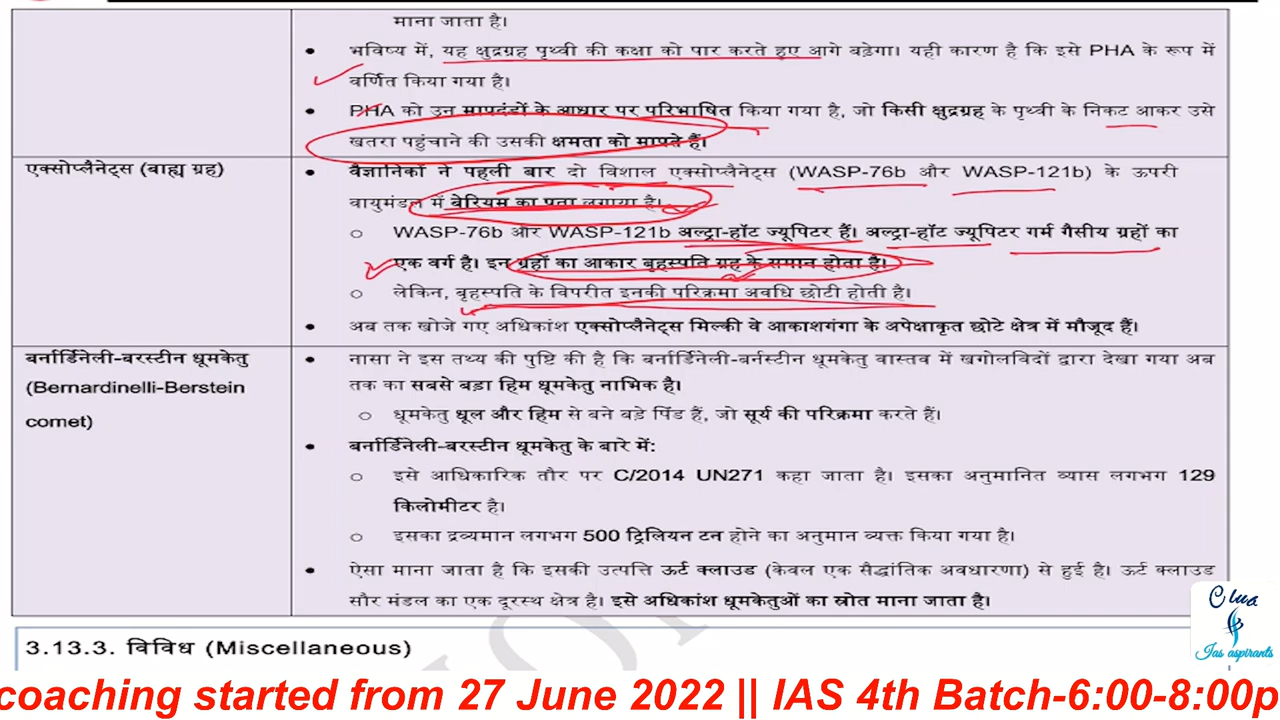 माना जाता है।
• भविष्य में, यह क्षुद्रग्रह पृथ्वी की कक्षा को पार करते हुए आगे बढ़ेगा। यही कारण है कि इसे PHA के रूप में
वर्णित किया गया है।
• PHA को उन मापदंडों के आधार पर परिभाषित किया गया है, जो किसी क्षुद्रग्रह के पृथ्वी के निकट आकर उसे
खतरा पहुंचाने की उसकी क्षमता को मापते हैं।
एक्सोप्लैनेट्स (बाह्य ग्रह)
• वैज्ञानिकों ने पहली बार दो विशाल एक्सोप्लैनेट्स (WASP-76b और WASP-121b) के ऊपरी
वायुमंडल में बेरियम का पता लगाया है।
o WASP-76b और WASP-121b अल्ट्रा-हॉट ज्यूपिटर हैं। अल्ट्रा-हॉट ज्यूपिटर गर्म गैसीय ग्रहों का
एक वर्ग है। इन ग्रहों का आकार बृहस्पति ग्रह के समान होता है।
o लेकिन, बृहस्पति के विपरीत इनकी परिक्रमा अवधि छोटी होती है।
• अब तक खोजे गए अधिकांश एक्सोप्लैनेट्स मिल्की वे आकाशगंगा के अपेक्षाकृत छोटे क्षेत्र में मौजूद हैं।
बर्नार्डिनेली-बरस्टीन धूमकेतु
(Bernardinelli-Berstein
comet)
• नासा ने इस तथ्य की पुष्टि की है कि बर्नार्डिनेली-बर्नस्टीन धूमकेतु वास्तव में खगोलविदों द्वारा देखा गया अब
तक का सबसे बड़ा हिम धूमकेतु नाभिक है।
o धूमकेतु धूल और हिम से बने बड़े पिंड हैं, जो सूर्य की परिक्रमा करते हैं।
• बर्नार्डिनेली-बरस्टीन धूमकेतु के बारे में:
o इसे आधिकारिक तौर पर C/2014 UN271 कहा जाता है। इसका अनुमानित व्यास लगभग 129
किलोमीटर है।
o इसका द्रव्यमान लगभग 500 ट्रिलियन टन होने का अनुमान व्यक्त किया गया है।
• ऐसा माना जाता है कि इसकी उत्पत्ति ऊर्ट क्लाउड (केवल एक सैद्धांतिक अवधारणा) से हुई है। ऊर्ट क्लाउड
सौर मंडल का एक दूरस्थ क्षेत्र है। इसे अधिकांश धूमकेतुओं का स्रोत माना जाता है।
3.13.3. विविध (Miscellaneous)
Ias aspirants
coaching started from 27 June 2022 || IAS 4th Batch-6:00-8:00p